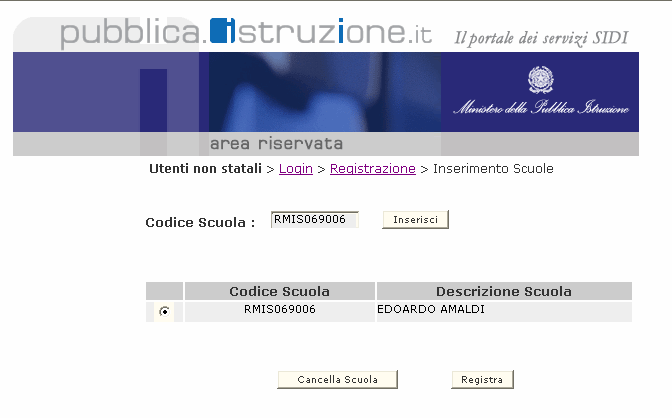 pubblica.istruzione.it
Il portale dei servizi SIDI
Ministero della Pubblica Istruzione
area riservata
Utenti non statali > Login > Registrazione > Inserimento Scuole
Codice Scuola : RMIS069006 Inserisci
Codice Scuola Descrizione Scuola
RMIS069006 EDOARDO AMALDI
Cancella Scuola Registra